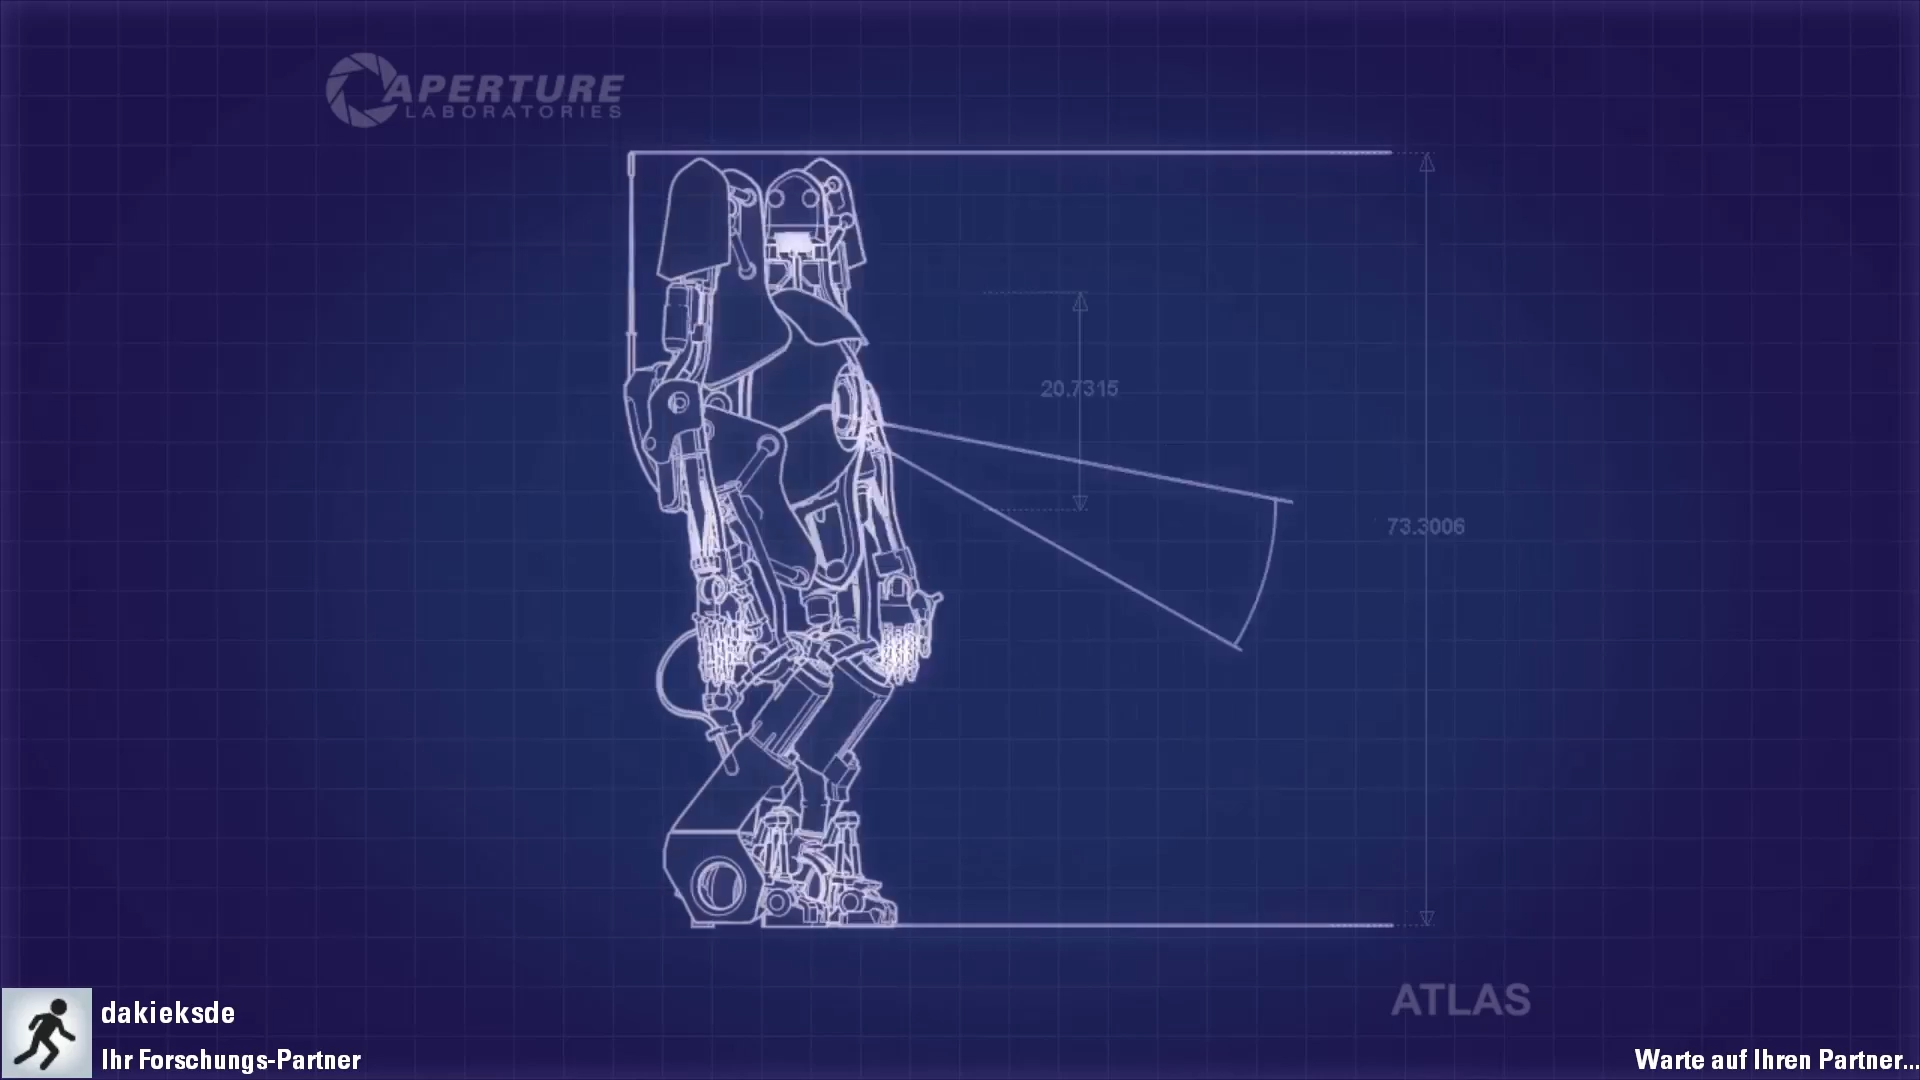 APERTURE
LABORATORIES
20.7315
73.3006
ATLAS
dakieksde
Ihr Forschungs-Partner
Warte auf Ihren Partner...